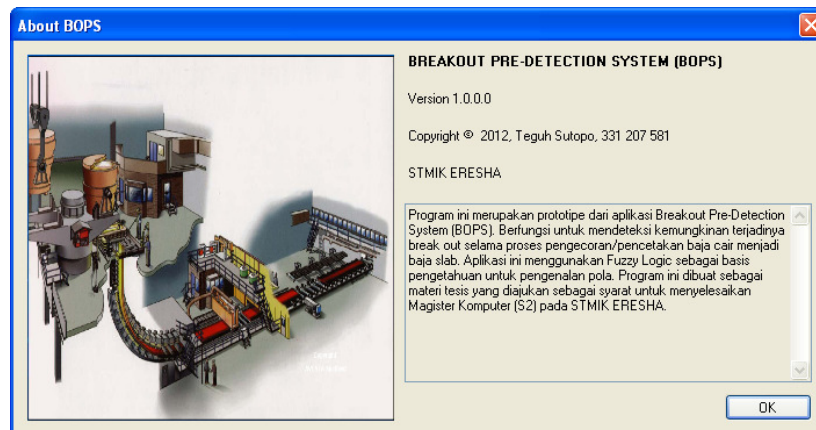 About BOPS
BREAKOUT PRE-DETECTION SYSTEM (BOPS)
Version 1.0.0.0
Copyright © 2012, Teguh Sutopo, 331 207 581
STMIK ERESHA
Program ini merupakan prototipe dari aplikasi Breakout Pre-Detection
System (BOPS). Berfungsi untuk mendeteksi kemungkinan terjadinya
break out selama proses pengecoran/pencetakan baja cair menjadi
baja slab. Aplikasi ini menggunakan Fuzzy Logic sebagai basis
pengetahuan untuk pengenalan pola. Program ini dibuat sebagai
materi tesis yang diajukan sebagai syarat untuk menyelesaikan
Magister Komputer (S2) pada STMIK ERESHA.
OK